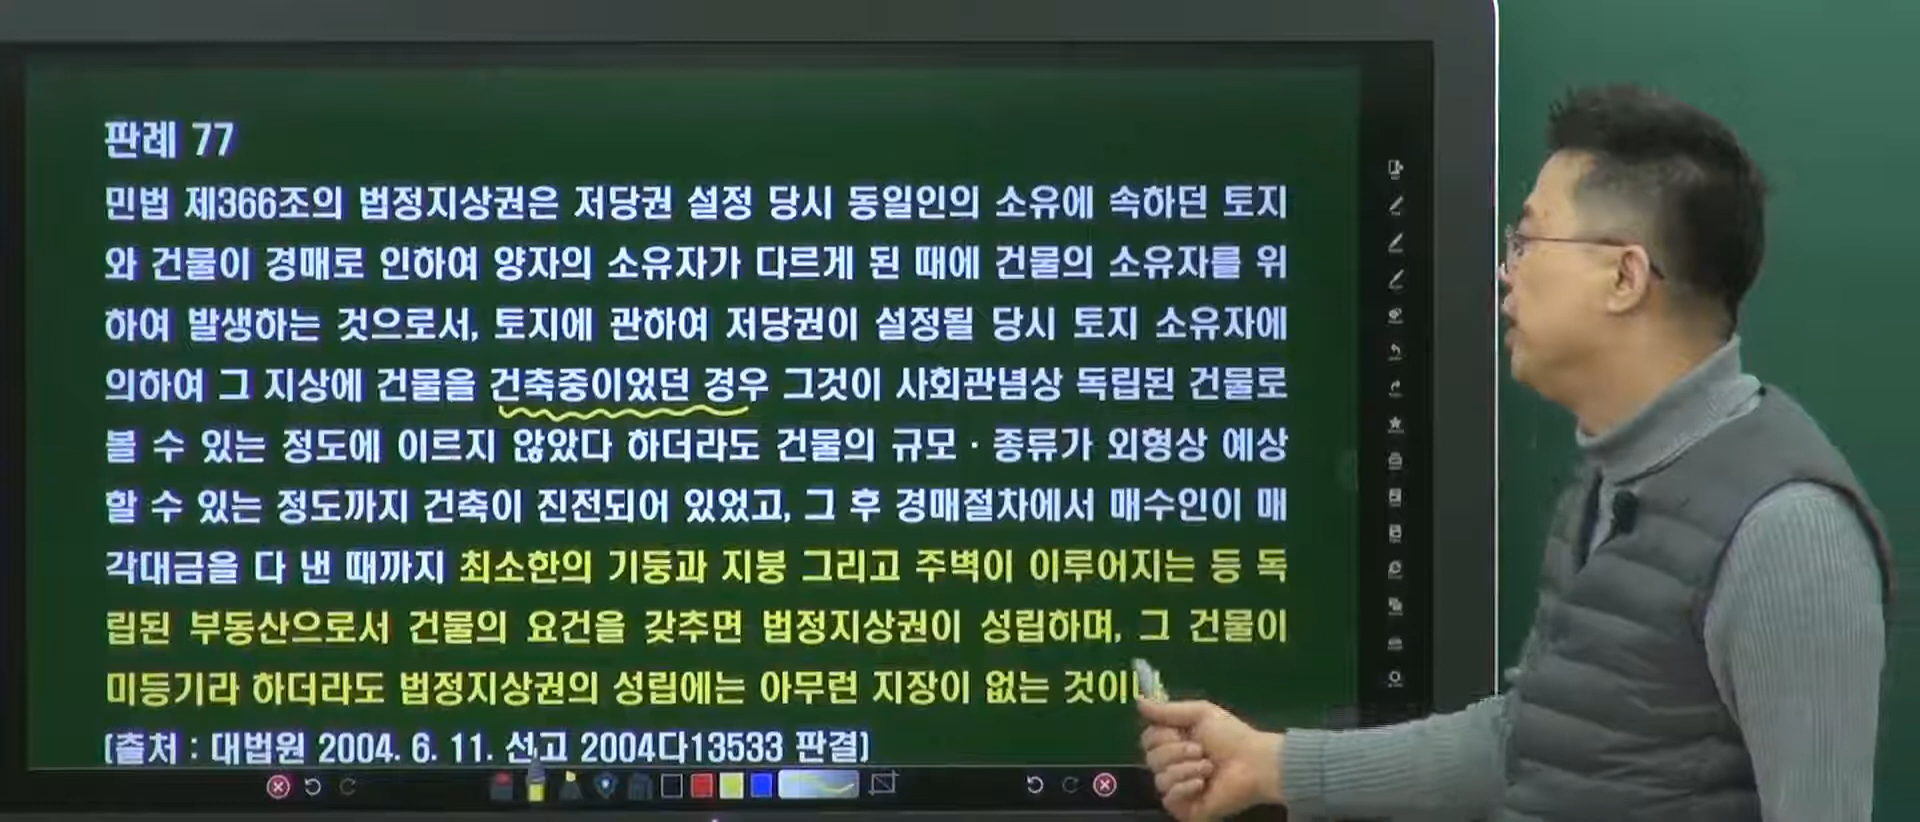 판례 77
민법 제366조의 법정지상권은 저당권 설정 당시 동일인의 소유에 속하던 토지
와 건물이 경매로 인하여 양자의 소유자가 다르게 된 때에 건물의 소유자를 위
하여 발생하는 것으로서, 토지에 관하여 저당권이 설정될 당시 토지 소유자에
의하여 그 지상에 건물을 건축중이었던 경우 그것이 사회관념상 독립된 건물로
볼 수 있는 정도에 이르지 않았다 하더라도 건물의 규모·종류가 외형상 예상
할 수 있는 정도까지 건축이 진전되어 있었고, 그 후 경매절차에서 매수인이 매
각대금을 다 낸 때까지 최소한의 기둥과 지붕 그리고 주벽이 이루어지는 등 독
립된 부동산으로서 건물의 요건을 갖추면 법정지상권이 성립하며, 그 건물이
미등기라 하더라도 법정지상권의 성립에는 아무런 지장이 없는 것이
(출처 : 대법원 2004. 6. 11. 선고 2004다13533 판결)